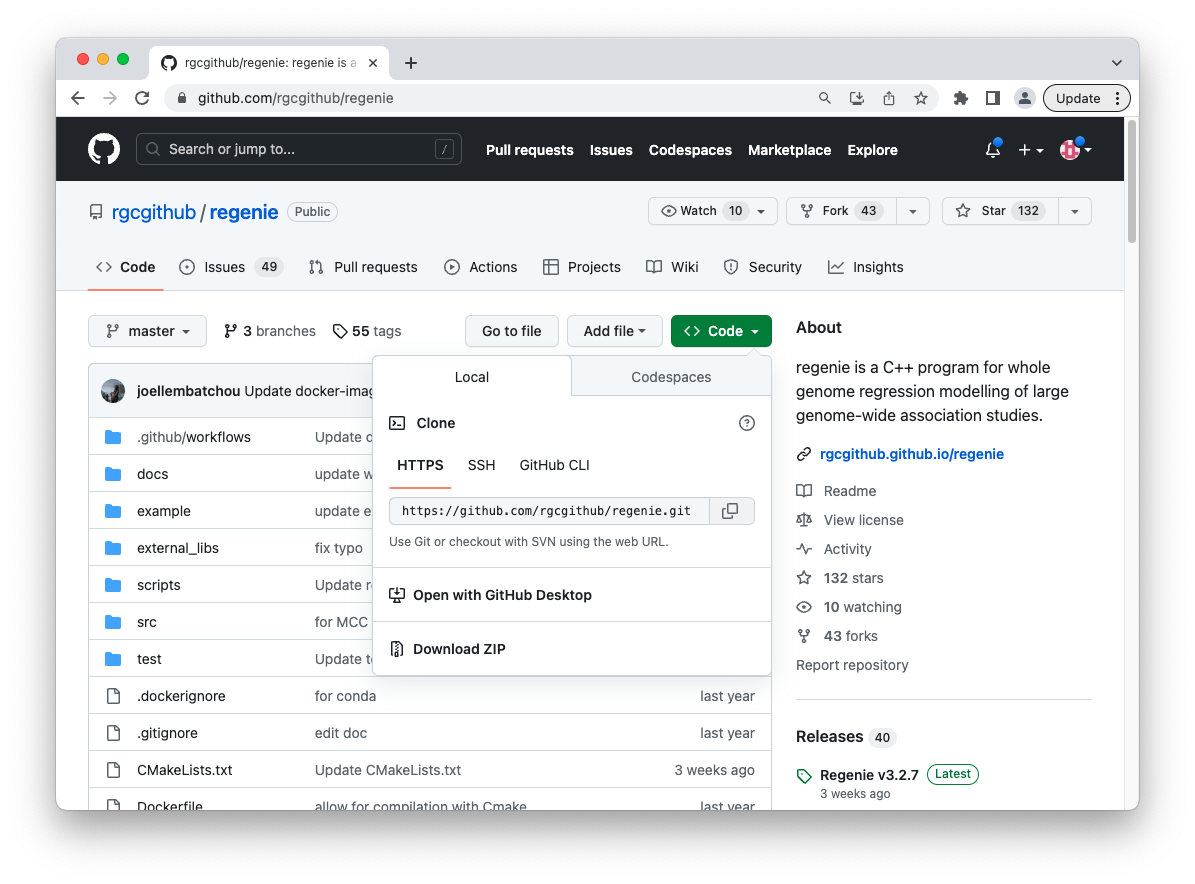 rgcgithub/regenie: regenie is a
github.com/rgcgithub/regenie
Update
Search or jump to...
/
Pull requests Issues Codespaces Marketplace Explore
rgcgithub / regenie Public
Watch 10
Fork 43
Star 132
Code
Issues 49
Pull requests
Actions
Projects
Wiki
Security
Insights
master
3 branches
55 tags
Go to file
Add file
Code
Local
Codespaces
Clone
HTTPS SSH GitHub CLI
https://github.com/rgcgithub/regenie.git
Use Git or checkout with SVN using the web URL.
Open with GitHub Desktop
Download ZIP
joellembatchou Update docker-imag
.github/workflows Update d
docs update w
example update e
external_libs fix typo
scripts Update r
src for MCC
test Update t
.dockerignore for conda last year
.gitignore edit doc last year
CMakeLists.txt Update CMakeLists.txt 3 weeks ago
Dockerfile allow for compilation with Cmake last year
About
regenie is a C++ program for whole
genome regression modelling of large
genome-wide association studies.
rgcgithub.github.io/regenie
Readme
View license
Activity
132 stars
10 watching
43 forks
Report repository
Releases 40
Regenie v3.2.7 Latest
3 weeks ago